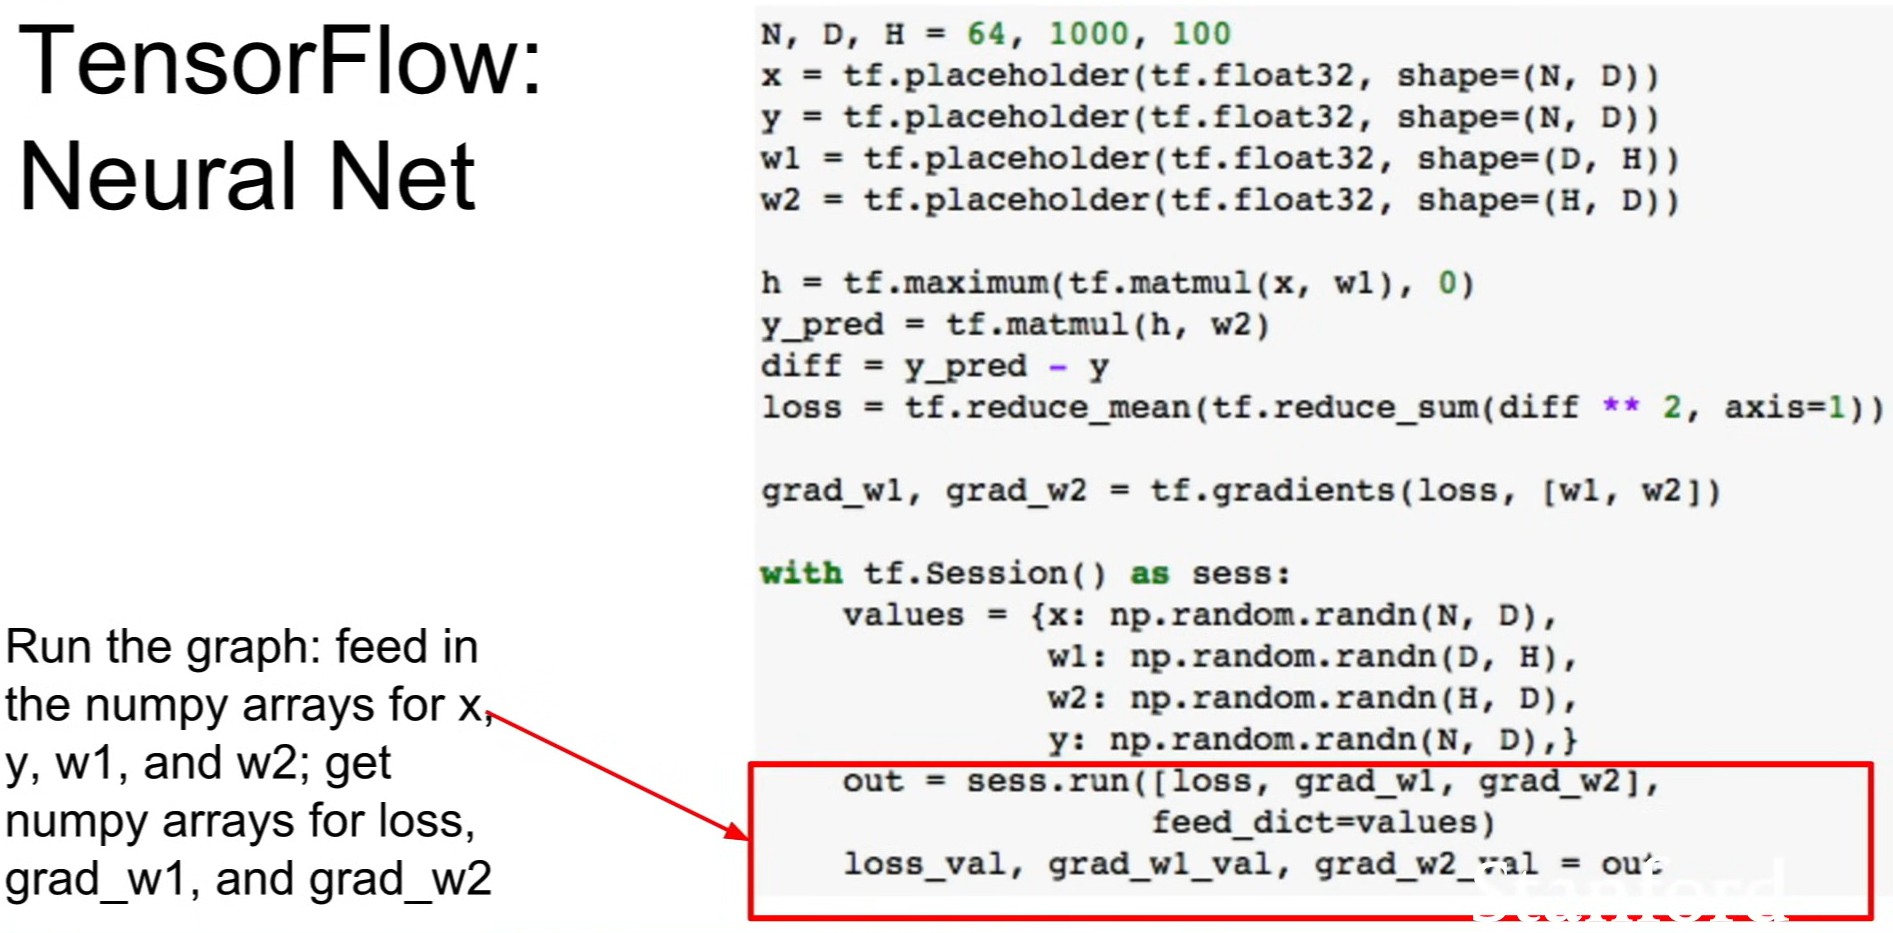 TensorFlow:
Neural Net
N, D, H = 64, 1000, 100
x = tf.placeholder(tf.float32, shape=(N, D))
y = tf.placeholder(tf.float32, shape=(N, D))
w1 = tf.placeholder(tf.float32, shape=(D, H))
w2 = tf.placeholder(tf.float32, shape=(H, D))
h = tf.maximum(tf.matmul(x, w1), 0)
y_pred = tf.matmul(h, w2)
diff = y_pred - y
loss = tf.reduce_mean(tf.reduce_sum(diff ** 2, axis=1))
grad_w1, grad_w2 = tf.gradients(loss, [w1, w2])
with tf.Session() as sess:
values = {x: np.random.randn(N, D),
w1: np.random.randn(D, H),
w2: np.random.randn(H, D),
y: np.random.randn(N, D),}
out = sess.run([loss, grad_w1, grad_w2],
feed_dict=values)
loss_val, grad_w1_val, grad_w2_val = out
Run the graph: feed in
the numpy arrays for x,
y, w1, and w2; get
numpy arrays for loss,
grad_w1, and grad_w2
Stanford